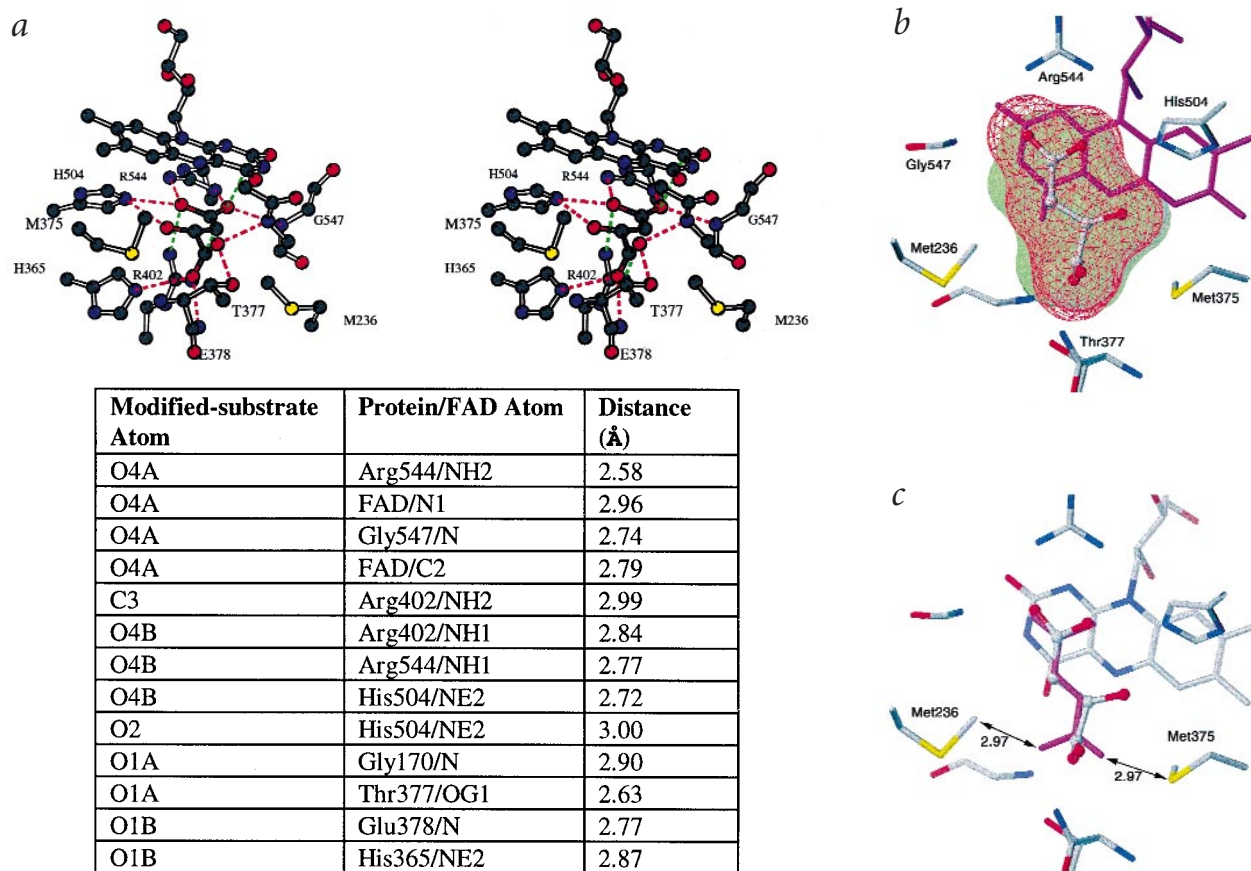 a
H504
R544
M375
G547
H365
R402
T377
M236
E378
H504
R544
M375
G547
H365
R402
T377
M236
E378
b
Arg544
His504
Gly547
Met236
Met375
Thr377
Modified-substrate Atom | Protein/FAD Atom | Distance (Å)
O4A | Arg544/NH2 | 2.58
O4A | FAD/N1 | 2.96
O4A | Gly547/N | 2.74
O4A | FAD/C2 | 2.79
C3 | Arg402/NH2 | 2.99
O4B | Arg402/NH1 | 2.84
O4B | Arg544/NH1 | 2.77
O4B | His504/NE2 | 2.72
O2 | His504/NE2 | 3.00
O1A | Gly170/N | 2.90
O1A | Thr377/OG1 | 2.63
O1B | Glu378/N | 2.77
O1B | His365/NE2 | 2.87
c
Met236
2.97
Met375
2.97